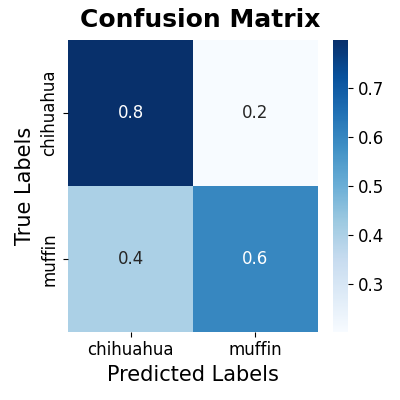 Confusion Matrix
True Labels
chihuahua
0.8
0.2
muffin
0.4
0.6
chihuahua
muffin
Predicted Labels
0.7
0.6
0.5
0.4
0.3